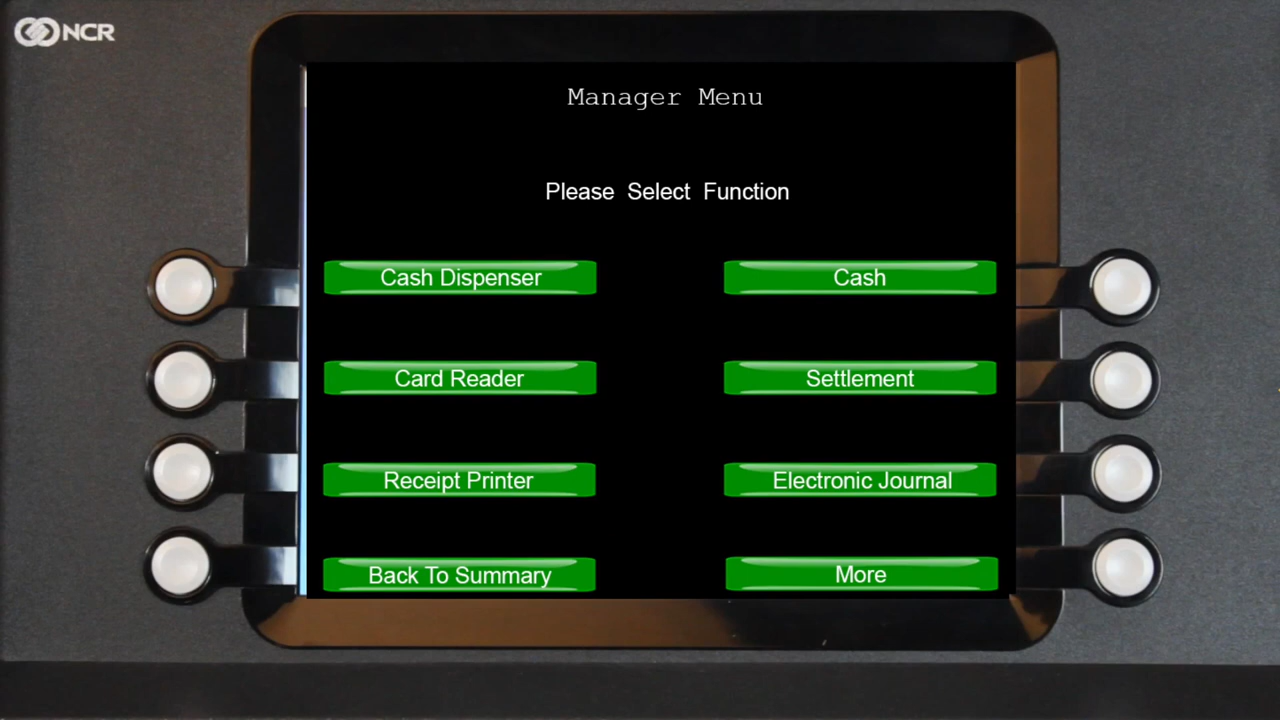 NCR
Manager Menu
Please Select Function
Cash Dispenser
Cash
Card Reader
Settlement
Receipt Printer
Electronic Journal
Back To Summary
More